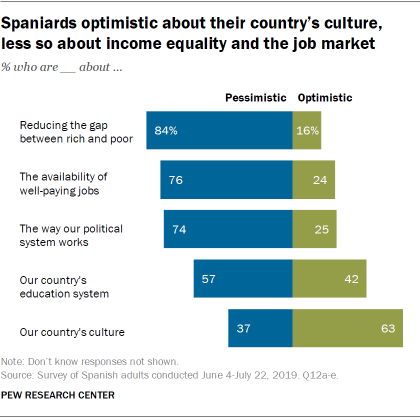 Spaniards optimistic about their country's culture,
less so about income equality and the job market
% who are __ about ...
Pessimistic Optimistic
Reducing the gap
between rich and poor
84% 16%
The availability of
well-paying jobs
76 24
The way our political
system works
74 25
Our country's
education system
57 42
Our country's culture
37 63
Note: Don't know responses not shown.
Source: Survey of Spanish adults conducted June 4-July 22, 2019. Q12a-e.
PEW RESEARCH CENTER